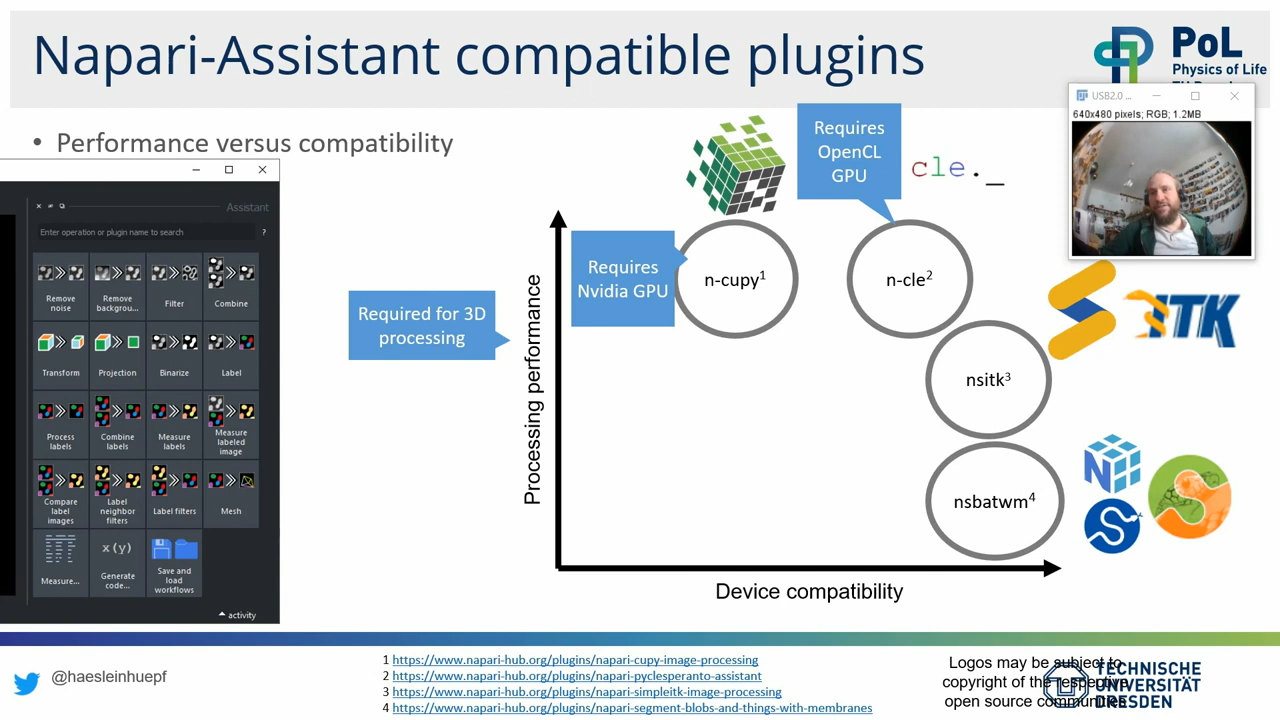 Napari-Assistant compatible plugins
PoL
Physics of Life
• Performance versus compatibility
USB2.0 ...
640x480 pixels; RGB; 1.2MB
Assistant
Enter operation or plugin name to search
?
Remove noise
Remove backgrou...
Filter
Combine
Transform
Projection
Binarize
Label
Process labels
Combine labels
Measure labels
Measure labeled image
Compare label images
Label neighbor filters
Label filters
Mesh
Measure...
x(y)
Generate code...
Save and load workflows
activity
Requires
OpenCL
GPU
cle._
Requires
Nvidia GPU
Required for 3D
processing
Processing performance
n-cupy1
n-cle2
nsitk3
nsbatwm4
ITK
Device compatibility
@haesleinhuepf
1 https://www.napari-hub.org/plugins/napari-cupy-image-processing
2 https://www.napari-hub.org/plugins/napari-pyclesperanto-assistant
3 https://www.napari-hub.org/plugins/napari-simpleitk-image-processing
4 https://www.napari-hub.org/plugins/napari-segment-blobs-and-things-with-membranes
Logos may be subject to
copyright of the respective
open source communities
TECHNISCHE
UNIVERSITÄT
DRESDEN